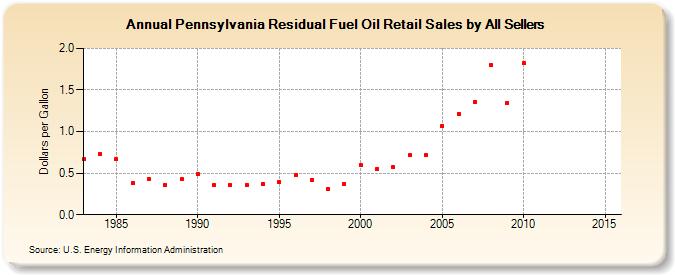 Annual Pennsylvania Residual Fuel Oil Retail Sales by All Sellers
Dollars per Gallon
2.0
1.5
1.0
0.5
0.0
1985 1990 1995 2000 2005 2010 2015
Source: U.S. Energy Information Administration